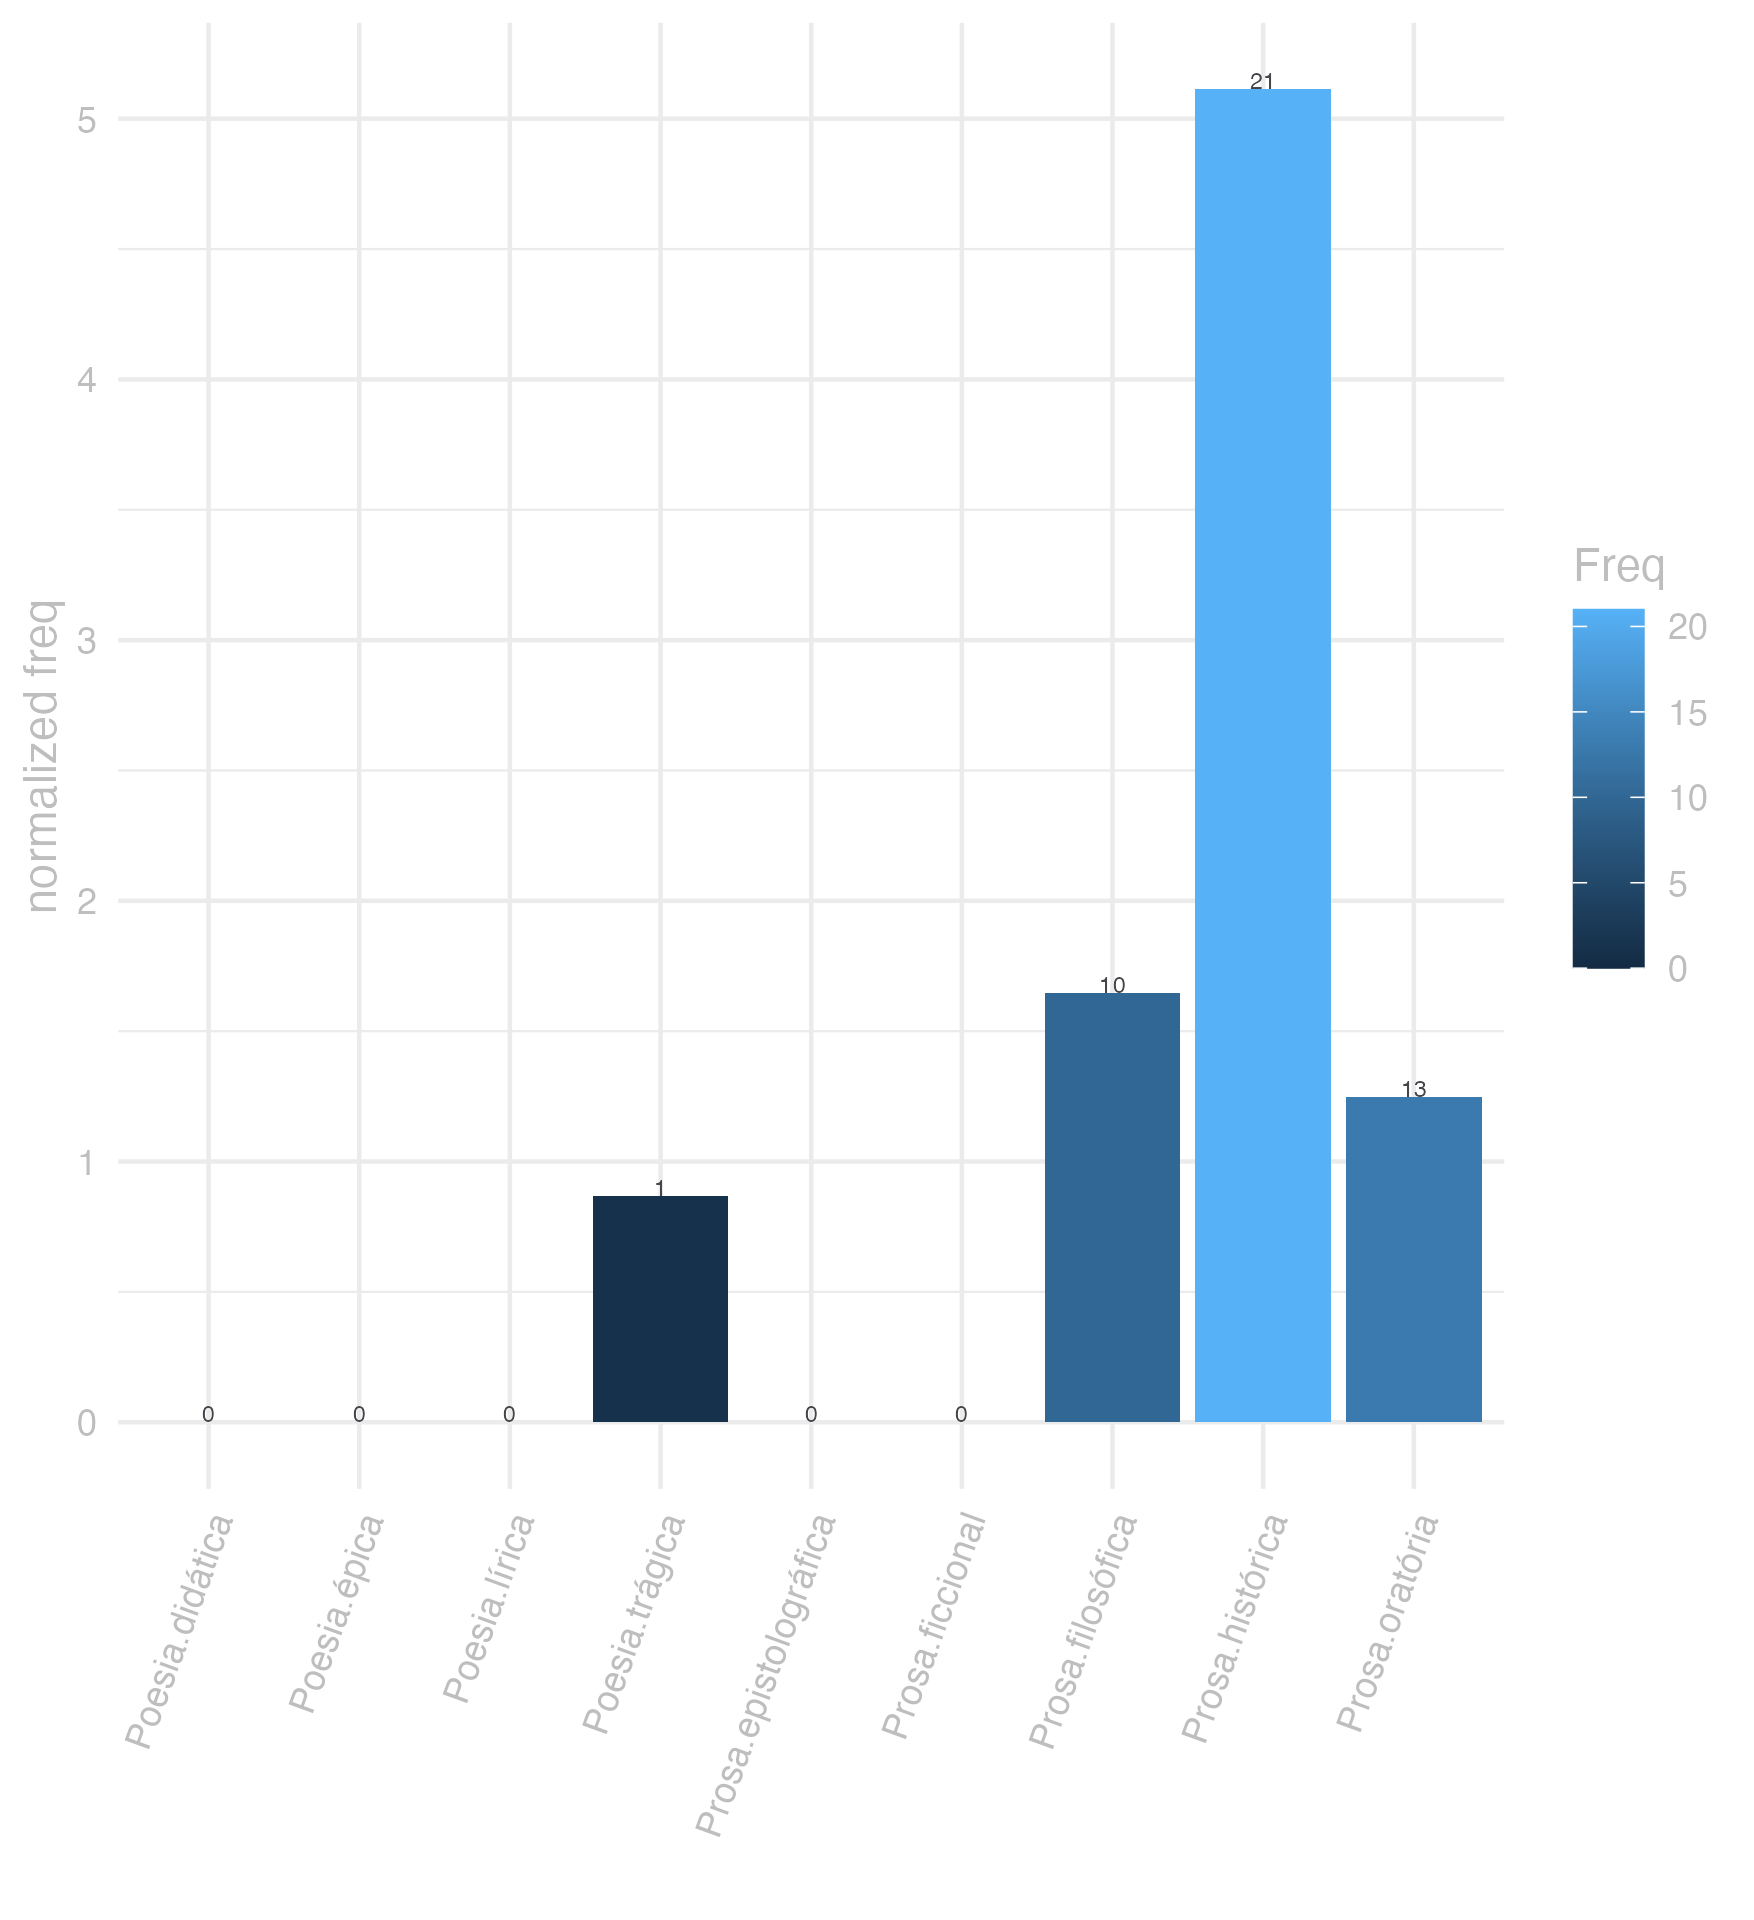 normalized freq
5
4
3
2
1
0
0
0
0
1
0
0
10
21
13
Poesia.didática
Poesia.épica
Poesia.lírica
Poesia.trágica
Prosa.epistolográfica
Prosa.ficcional
Prosa.filosófica
Prosa.histórica
Prosa.oratória
Freq
20
15
10
5
0